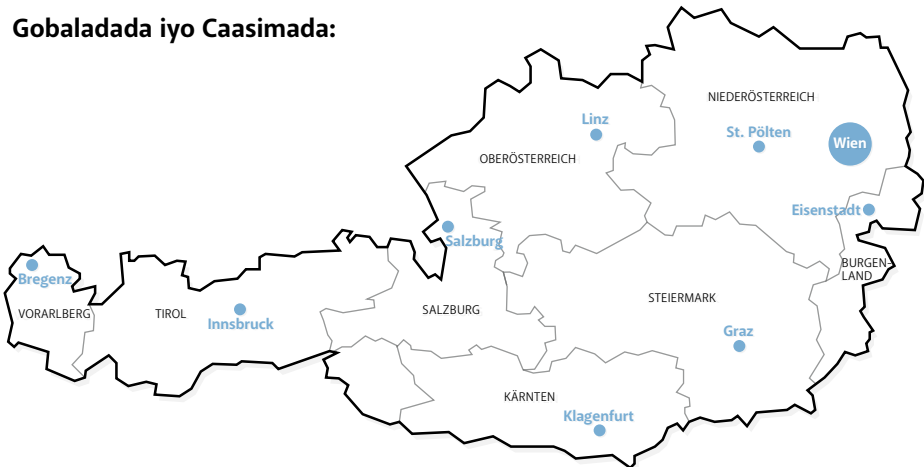 Gobaladada iyo Caasimada:
NIEDERÖSTERREICH
Linz
St. Pölten
Wien
OBERÖSTERREICH
Eisenstadt
Salzburg
BURGEN-
LAND
Bregenz
STEIERMARK
VORARLBERG
TIROL
SALZBURG
Innsbruck
Graz
KÄRNTEN
Klagenfurt